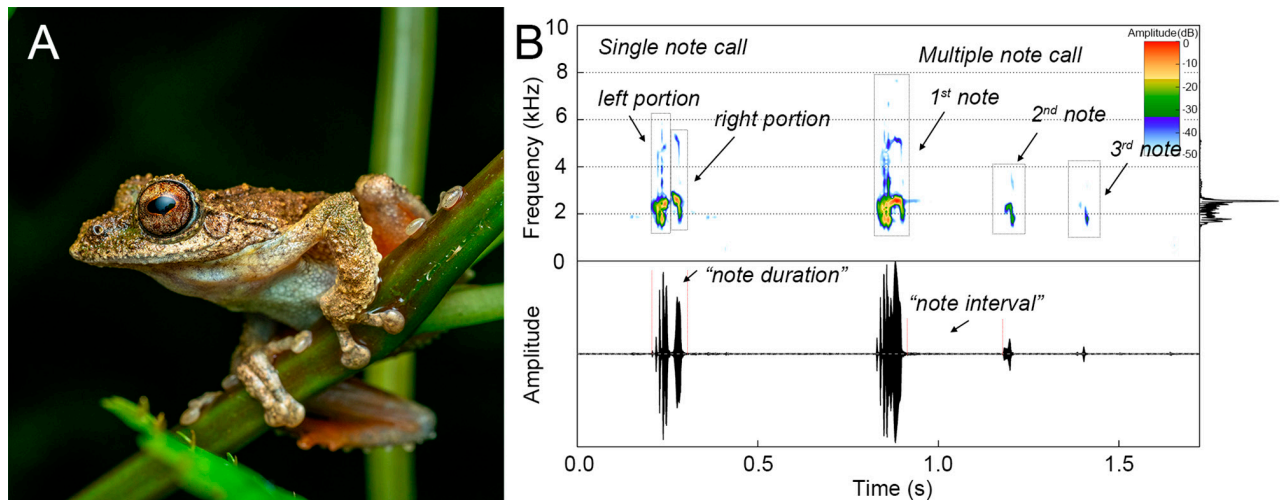 A
B
Single note call
Multiple note call
Amplitude(dB)
0
-10
-20
-30
-40
-50
left portion
right portion
1st note
2nd note
3rd note
10
8
6
4
2
0
Frequency (kHz)
"note duration"
"note interval"
Amplitude
0.0
0.5
1.0
1.5
Time (s)